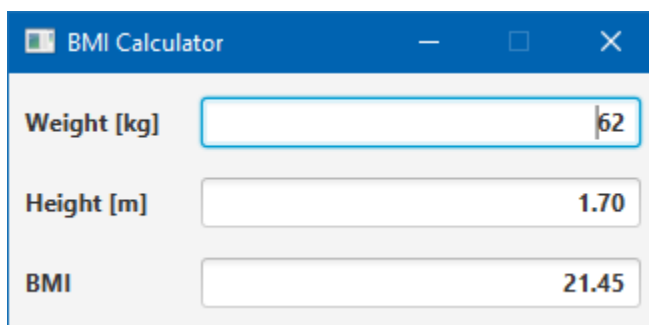 BMI Calculator
Weight [kg] 62
Height [m] 1.70
BMI 21.45